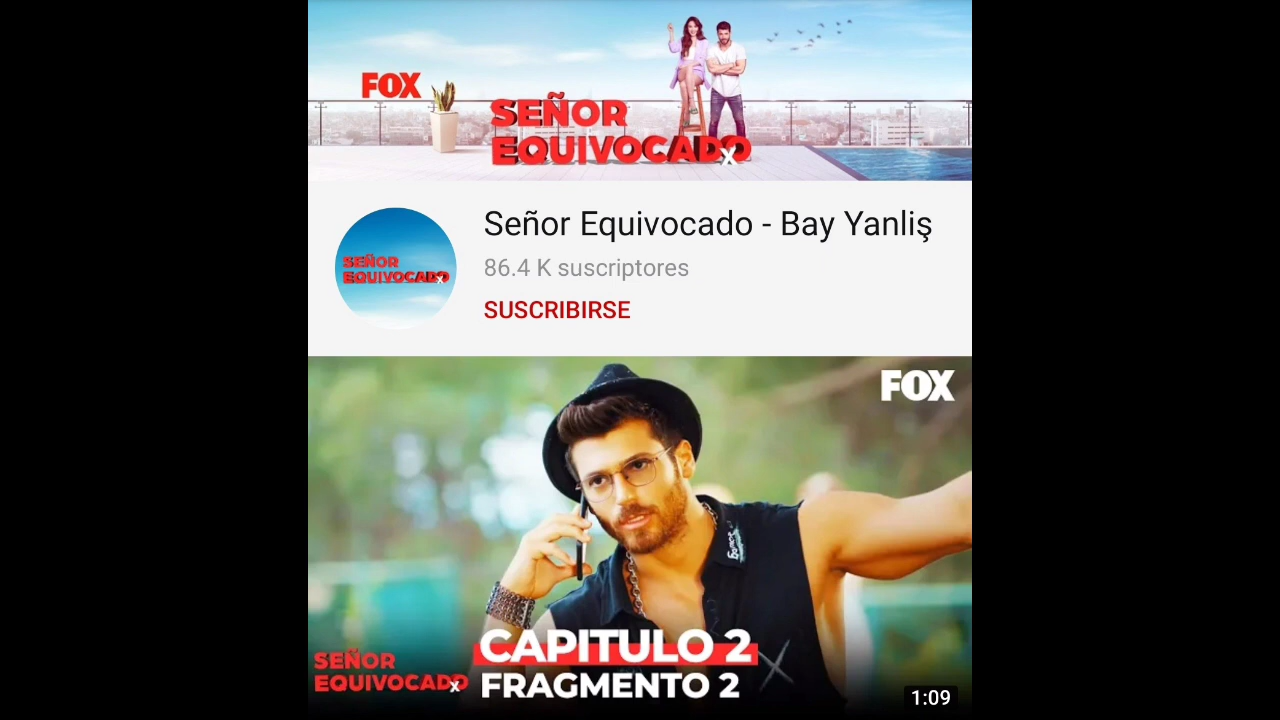 FOX
SEÑOR
EQUIVOCADO
x
SEÑOR
EQUIVOCADO
x
Señor Equivocado - Bay Yanliş
86.4 K suscriptores
SUSCRIBIRSE
FOX
CAPITULO 2
FRAGMENTO 2
SEÑOR
EQUIVOCADO
x
1:09